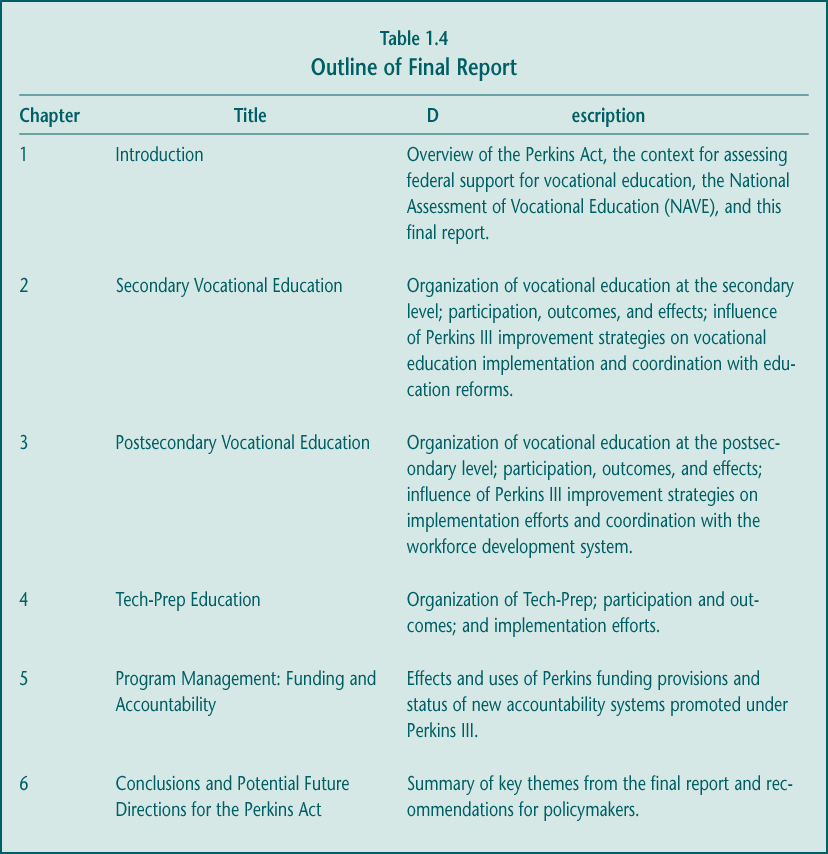 Table 1.4
Outline of Final Report
Chapter Title D escription
1 Introduction Overview of the Perkins Act, the context for assessing
federal support for vocational education, the National
Assessment of Vocational Education (NAVE), and this
final report.
2 Secondary Vocational Education Organization of vocational education at the secondary
level; participation, outcomes, and effects; influence
of Perkins III improvement strategies on vocational
education implementation and coordination with edu-
cation reforms.
3 Postsecondary Vocational Education Organization of vocational education at the postsec-
ondary level; participation, outcomes, and effects;
influence of Perkins III improvement strategies on
implementation efforts and coordination with the
workforce development system.
4 Tech-Prep Education Organization of Tech-Prep; participation and out-
comes; and implementation efforts.
5 Program Management: Funding and Effects and uses of Perkins funding provisions and
Accountability status of new accountability systems promoted under
Perkins III.
6 Conclusions and Potential Future Summary of key themes from the final report and rec-
Directions for the Perkins Act ommendations for policymakers.